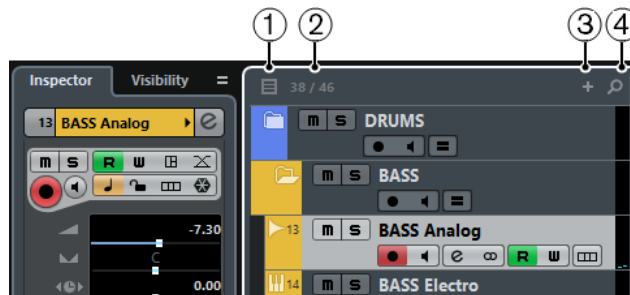 1 2 3 4
Inspector Visibility
38 / 46
13 BASS Analog e
m S R W
-7.30
C
0.00
m S DRUMS
m S BASS
13 m S BASS Analog
e R W
14 m S BASS Electro